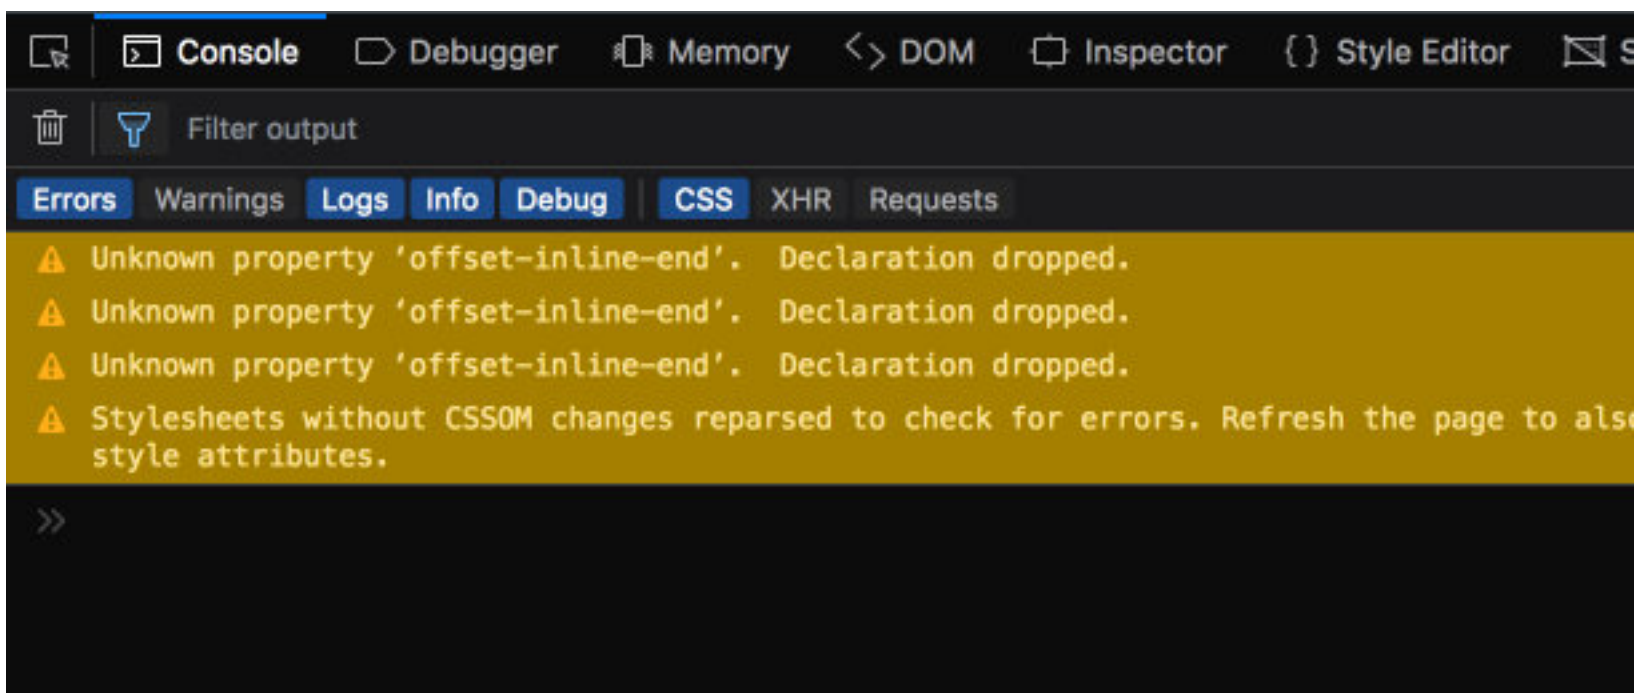 Console Debugger Memory DOM Inspector {} Style Editor S
Filter output
Errors Warnings Logs Info Debug CSS XHR Requests
Unknown property ‘offset-inline-end’. Declaration dropped.
Unknown property ‘offset-inline-end’. Declaration dropped.
Unknown property ‘offset-inline-end’. Declaration dropped.
Stylesheets without CSSOM changes reparsed to check for errors. Refresh the page to also
style attributes.